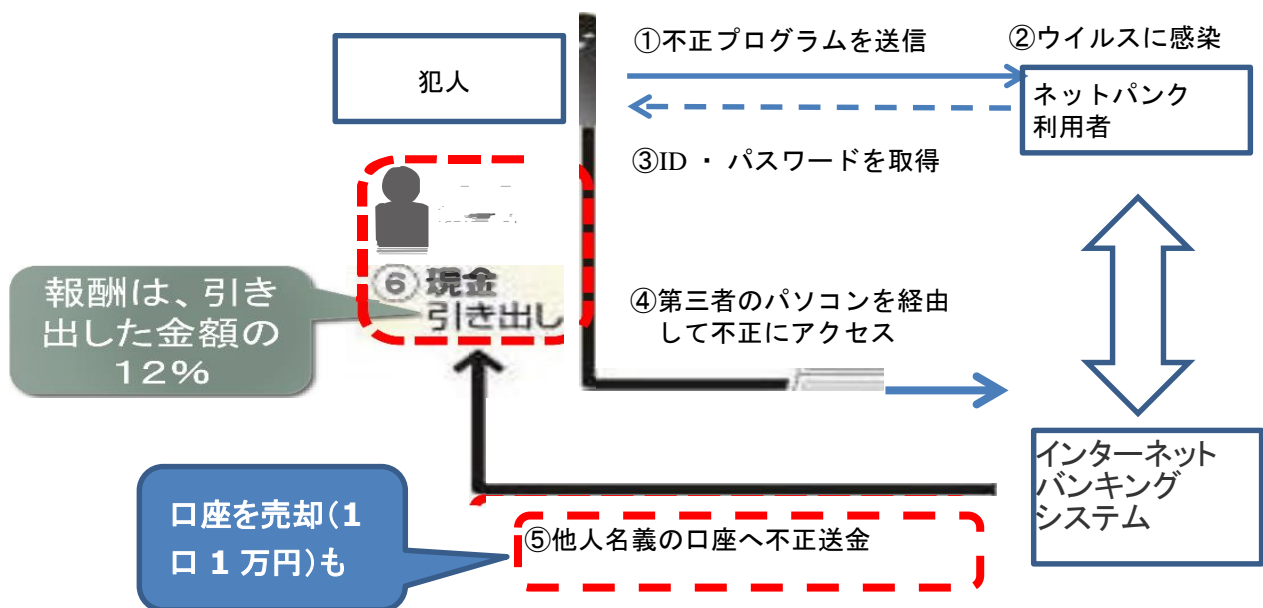 ①不正プログラムを送信
②ウイルスに感染
犯人
ネットパンク
利用者
③ID ・ パスワードを取得
⑥現金
引き出し
報酬は、引き
出した金額の
12%
④第三者のパソコンを経由
して不正にアクセス
インターネット
バンキング
システム
口座を売却(1
口 1 万円)も
⑤他人名義の口座へ不正送金